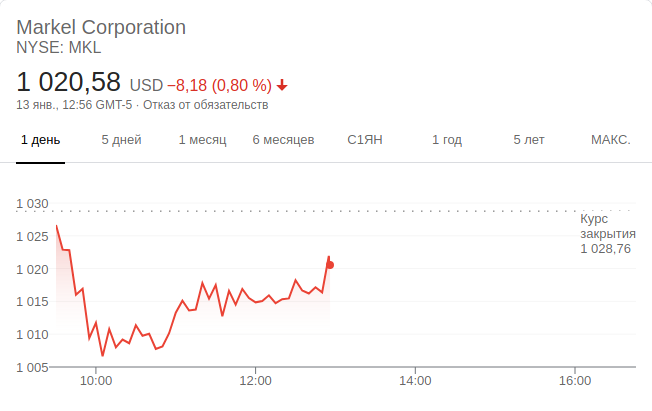 Markel Corporation
NYSE: MKL
1 020,58 USD −8,18 (0,80 %)
13 янв., 12:56 GMT-5 · Отказ от обязательств
1 день 5 дней 1 месяц 6 месяцев С1ЯН 1 год 5 лет МАКС.
1 030
Курс
закрытия
1 028,76
1 025
1 020
1 015
1 010
1 005
10:00 12:00 14:00 16:00